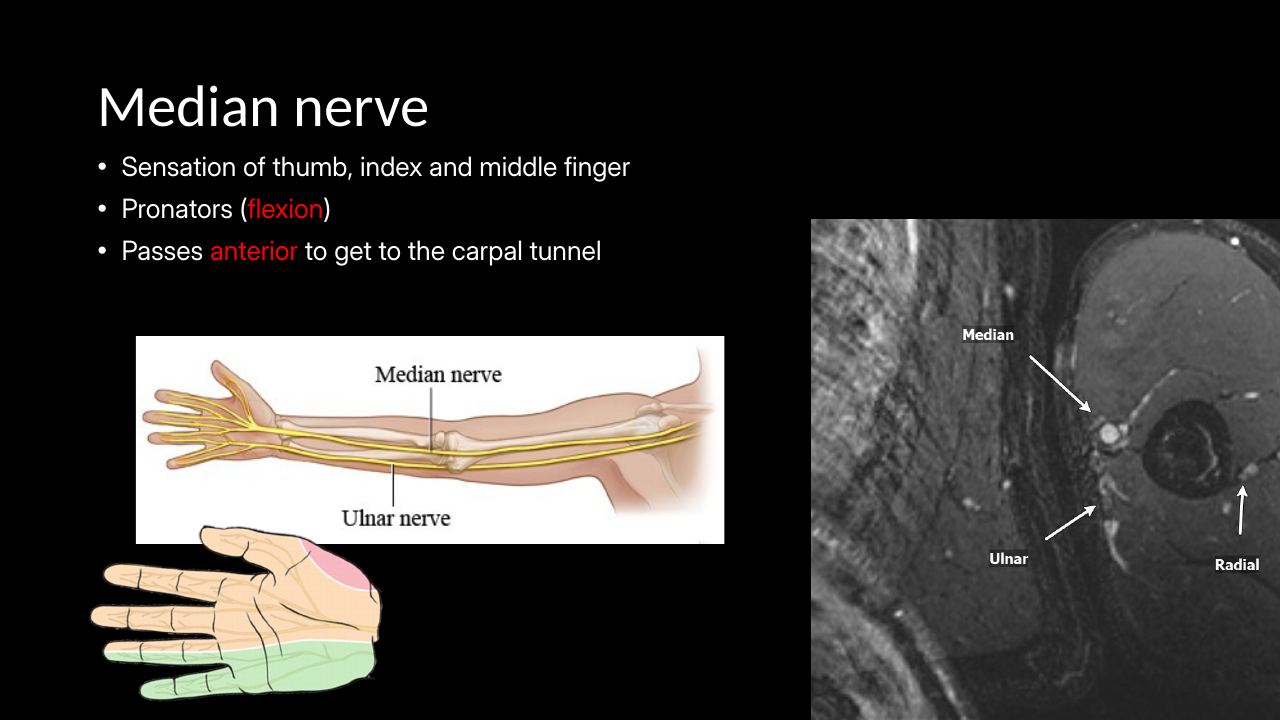 Median nerve
• Sensation of thumb, index and middle finger
• Pronators (flexion)
• Passes anterior to get to the carpal tunnel
Median nerve
Ulnar nerve
Median
Ulnar
Radial